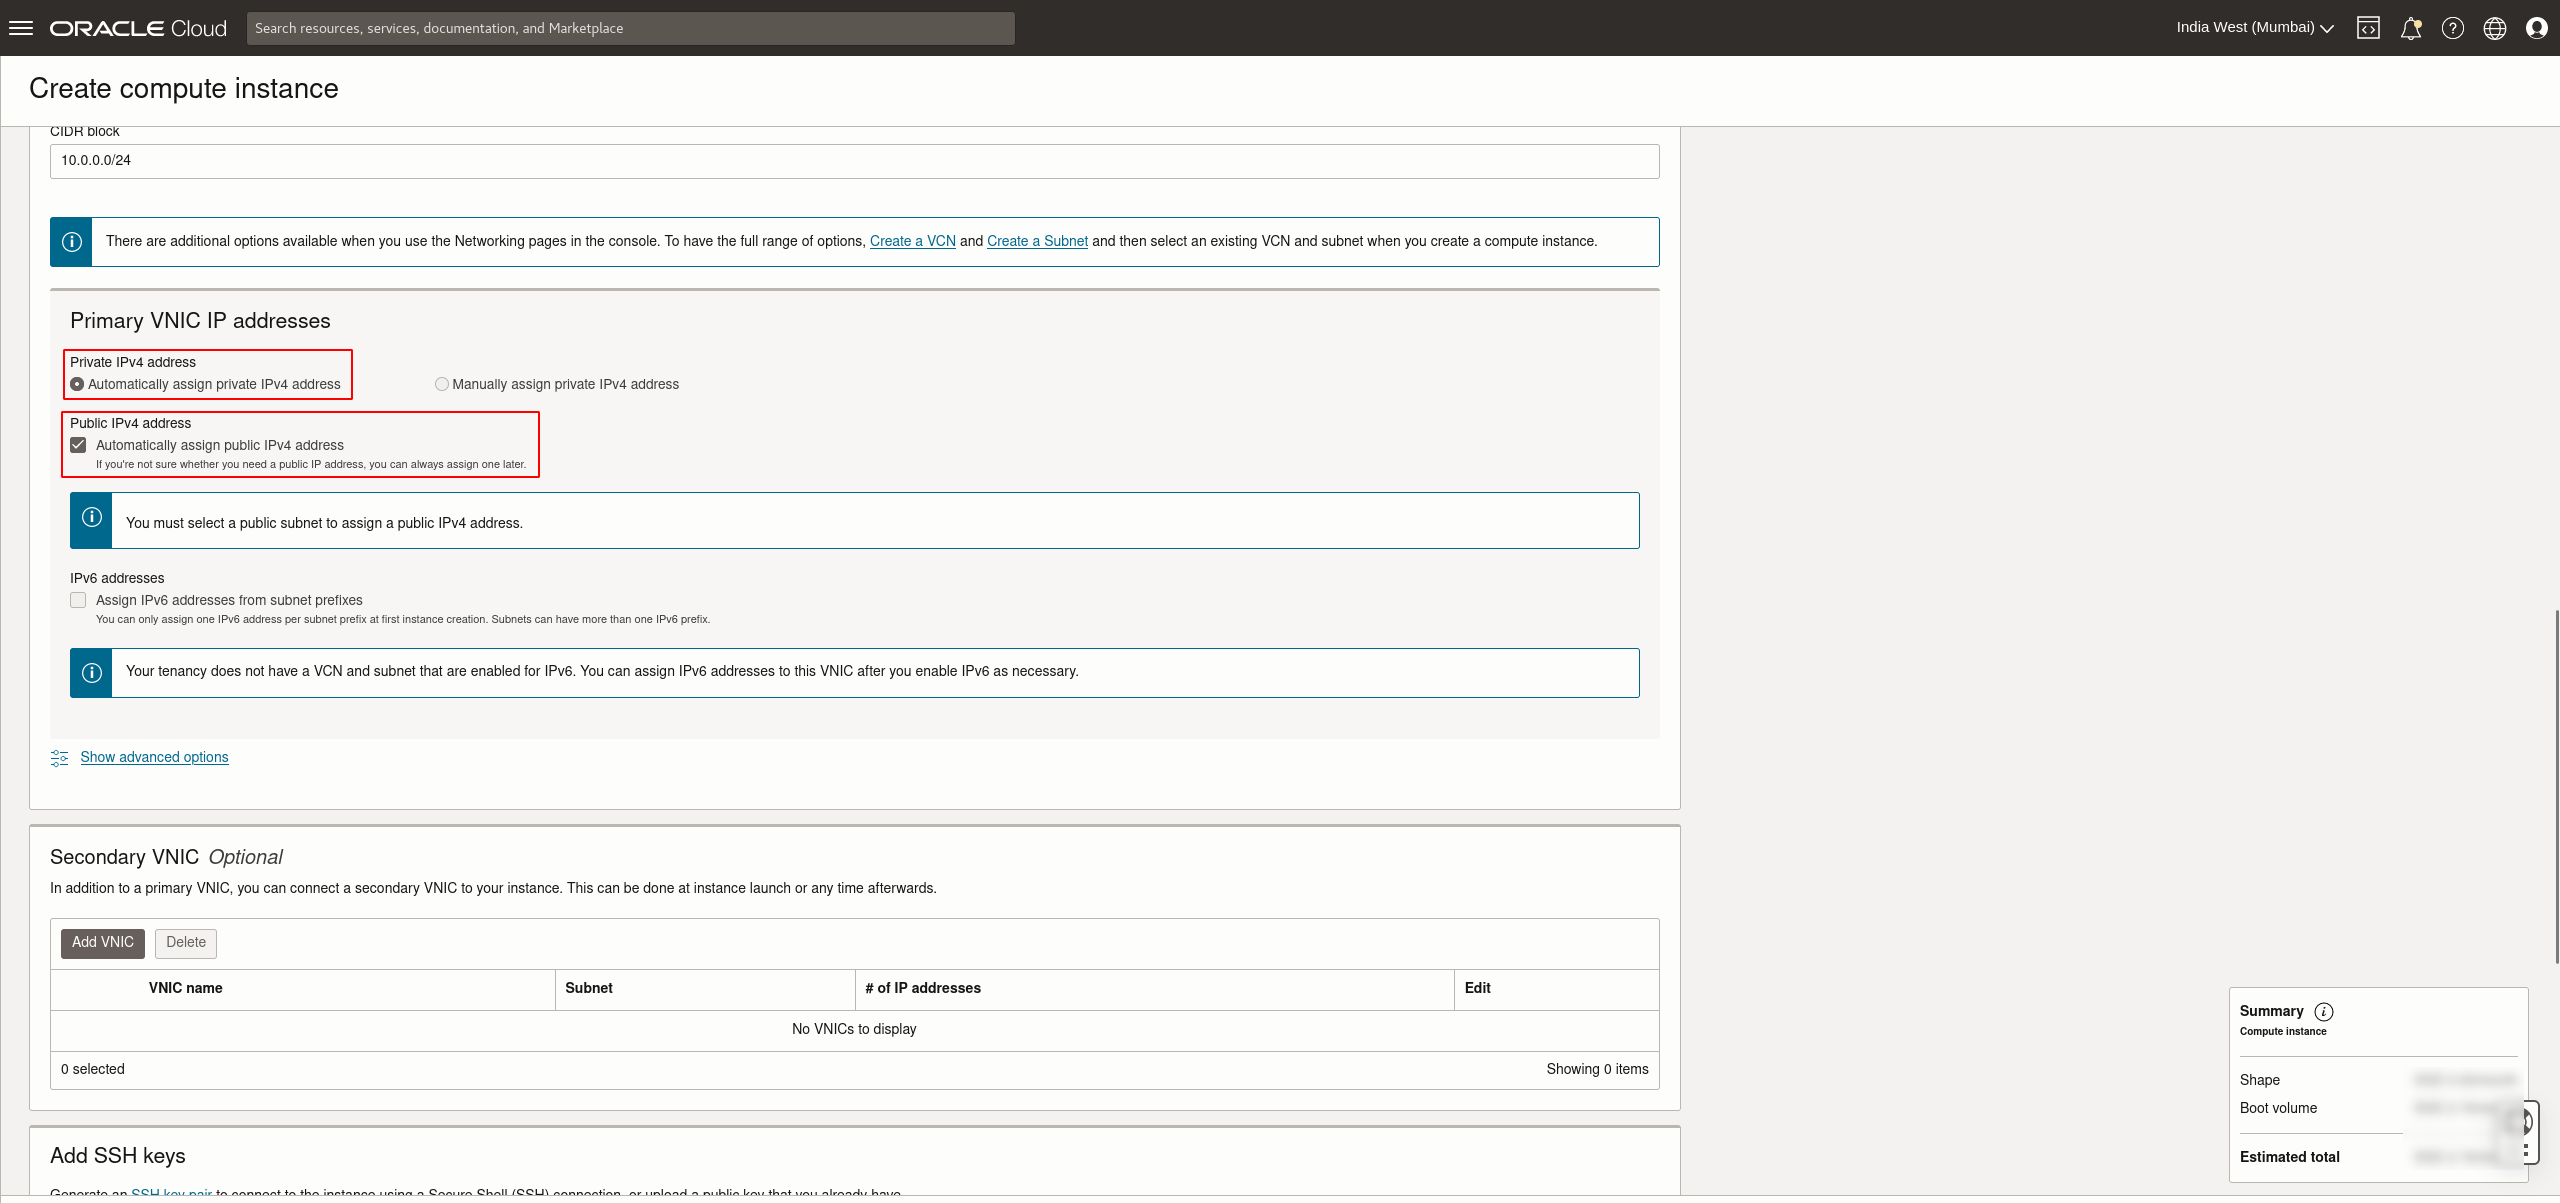 ORACLE Cloud
Search resources, services, documentation, and Marketplace
India West (Mumbai)
Create compute instance
CIDR block
10.0.0.0/24
There are additional options available when you use the Networking pages in the console. To have the full range of options, Create a VCN and Create a Subnet and then select an existing VCN and subnet when you create a compute instance.
Primary VNIC IP addresses
Private IPv4 address
Automatically assign private IPv4 address
Manually assign private IPv4 address
Public IPv4 address
Automatically assign public IPv4 address
If you're not sure whether you need a public IP address, you can always assign one later.
You must select a public subnet to assign a public IPv4 address.
IPv6 addresses
Assign IPv6 addresses from subnet prefixes
You can only assign one IPv6 address per subnet prefix at first instance creation. Subnets can have more than one IPv6 prefix.
Your tenancy does not have a VCN and subnet that are enabled for IPv6. You can assign IPv6 addresses to this VNIC after you enable IPv6 as necessary.
Show advanced options
Secondary VNIC Optional
In addition to a primary VNIC, you can connect a secondary VNIC to your instance. This can be done at instance launch or any time afterwards.
Add VNIC
Delete
VNIC name
Subnet
# of IP addresses
Edit
No VNICs to display
0 selected
Showing 0 items
Add SSH keys
Generate an SSH key pair to connect to the instance using a Secure Shell (SSH) connection, or upload a public key that you already have.
Summary
Compute instance
Shape
Boot volume
Estimated total